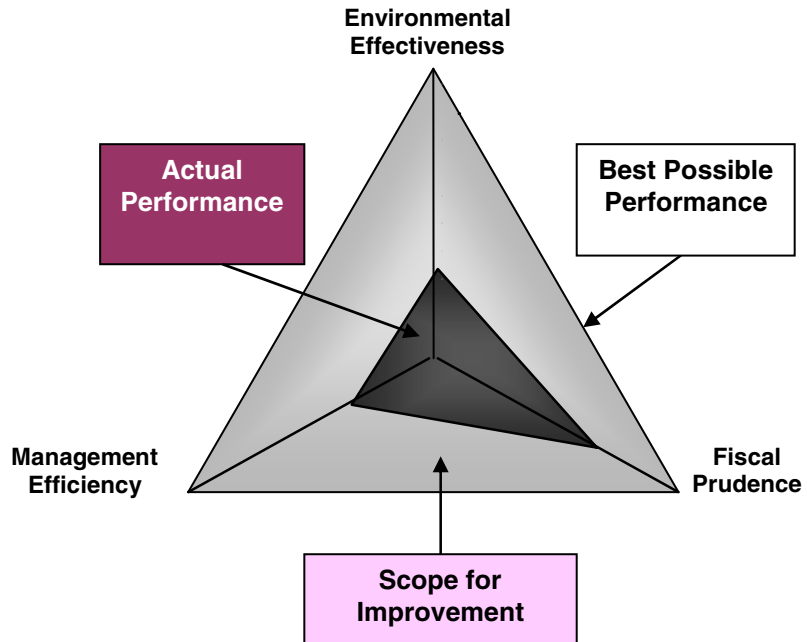 Environmental
Effectiveness
Actual
Performance
Best Possible
Performance
Management
Efficiency
Fiscal
Prudence
Scope for
Improvement